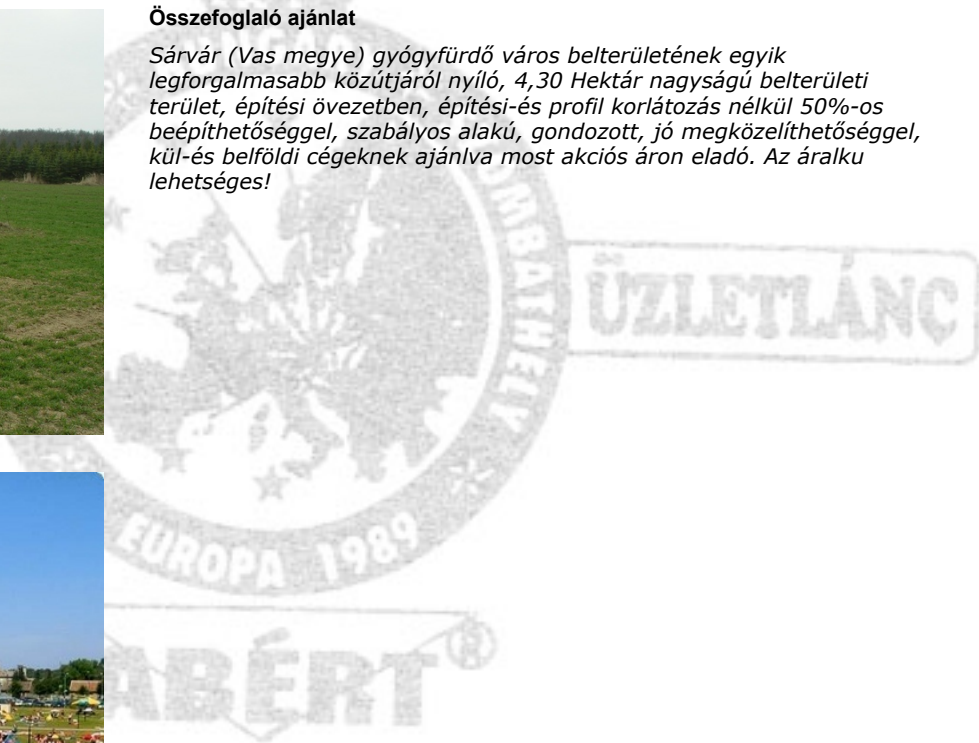 Összefoglaló ajánlat
Sárvár (Vas megye) gyógyfürdő város belterületének egyik
legforgalmasabb közútjáról nyíló, 4,30 Hektár nagyságú belterületi
terület, építési övezetben, építési-és profil korlátozás nélkül 50%-os
beépíthetőséggel, szabályos alakú, gondozott, jó megközelíthetőséggel,
kül-és belföldi cégeknek ajánlva most akciós áron eladó. Az áralku
lehetséges!
OMBATHELY
ÜZLETLÁNC
EUROPA 1989
ABÉRT®